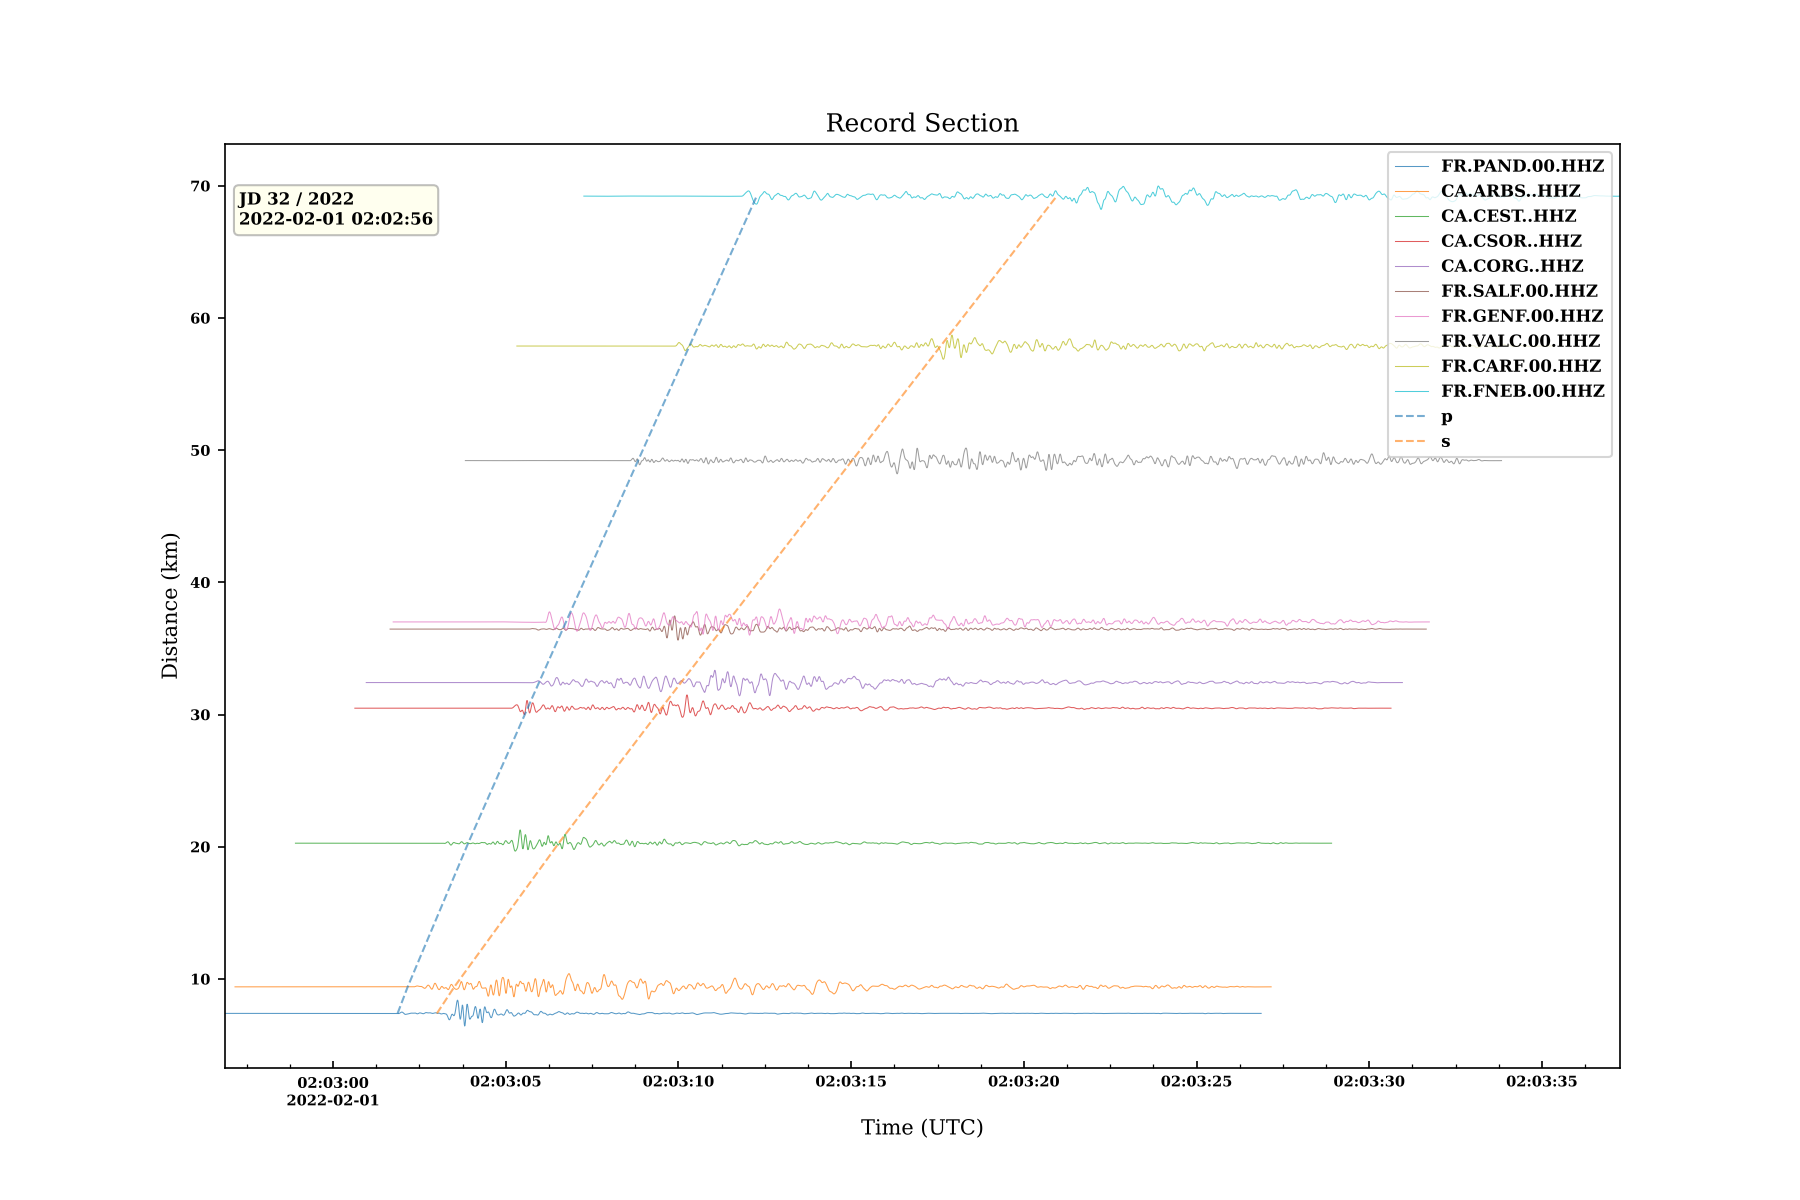 Record Section
JD 32 / 2022
2022-02-01 02:02:56
FR.PAND.00.HHZ
CA.ARBS..HHZ
CA.CEST..HHZ
CA.CSOR..HHZ
CA.CORG..HHZ
FR.SALF.00.HHZ
FR.GENF.00.HHZ
FR.VALC.00.HHZ
FR.CARF.00.HHZ
FR.FNEB.00.HHZ
p
s
Distance (km)
70
60
50
40
30
20
10
02:03:00 02:03:05 02:03:10 02:03:15 02:03:20 02:03:25 02:03:30 02:03:35
2022-02-01
Time (UTC)